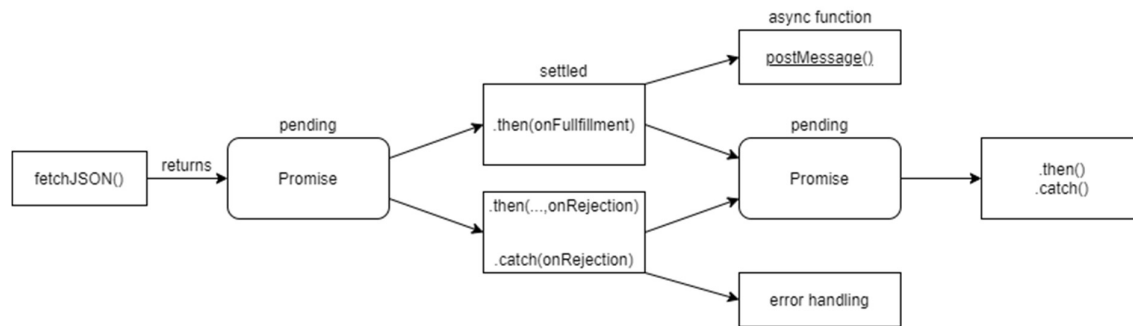 fetchJSON()
returns
pending
Promise
settled
.then(onFullfillment)
.then(...,onRejection)
.catch(onRejection)
async function
postMessage()
pending
Promise
error handling
.then()
.catch()